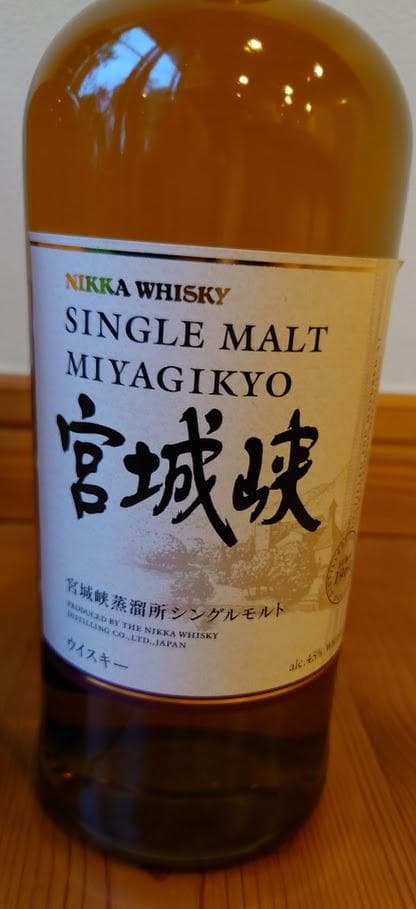 NIKKA WHISKY
SINGLE MALT
MIYAGIKYO
宮城峡
宮城峡蒸溜所シングルモルト
PRODUCED BY THE NIKKA WHISKY
DISTILLING CO., LTD., JAPAN
ウイスキー
alc. 45%